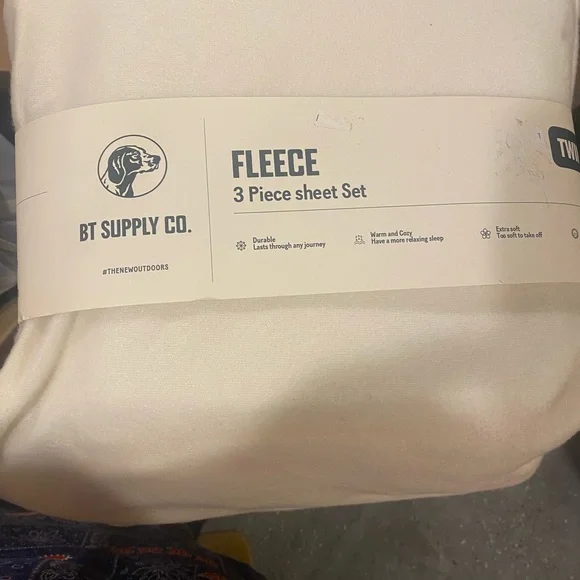 FLEECE
3 Piece sheet Set
BT SUPPLY CO.
#THENEWOUTDOORS
Durable
Lasts through any journey
Warm and Cozy
Have a more relaxing sleep
Extra soft
Too soft to take off